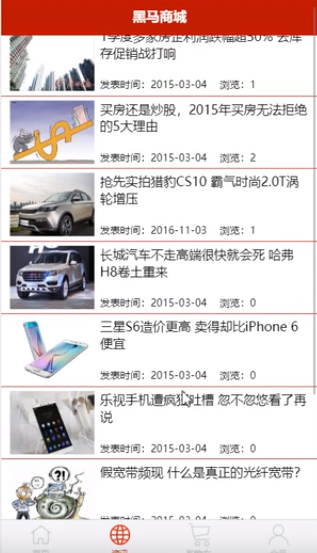 黑马商城
1季度多家房企利润跌幅超50% 去库
存促销战打响
发表时间：2015-03-04 浏览：1
买房还是炒股，2015年买房无法拒绝
的5大理由
发表时间：2015-03-04 浏览：2
抢先实拍猎豹CS10 霸气时尚2.0T涡
轮增压
发表时间：2016-11-03 浏览：1
长城汽车不走高端很快就会死 哈弗
H8卷土重来
发表时间：2015-03-04 浏览：0
三星S6造价更高 卖得却比iPhone 6
便宜
发表时间：2015-03-04 浏览：0
乐视手机遭疯狂吐槽 忽不忽悠看了再
说
发表时间：2015-03-04 浏览：0
假宽带频现 什么是真正的光纤宽带？
发表时间：2015-03-04 浏览：0